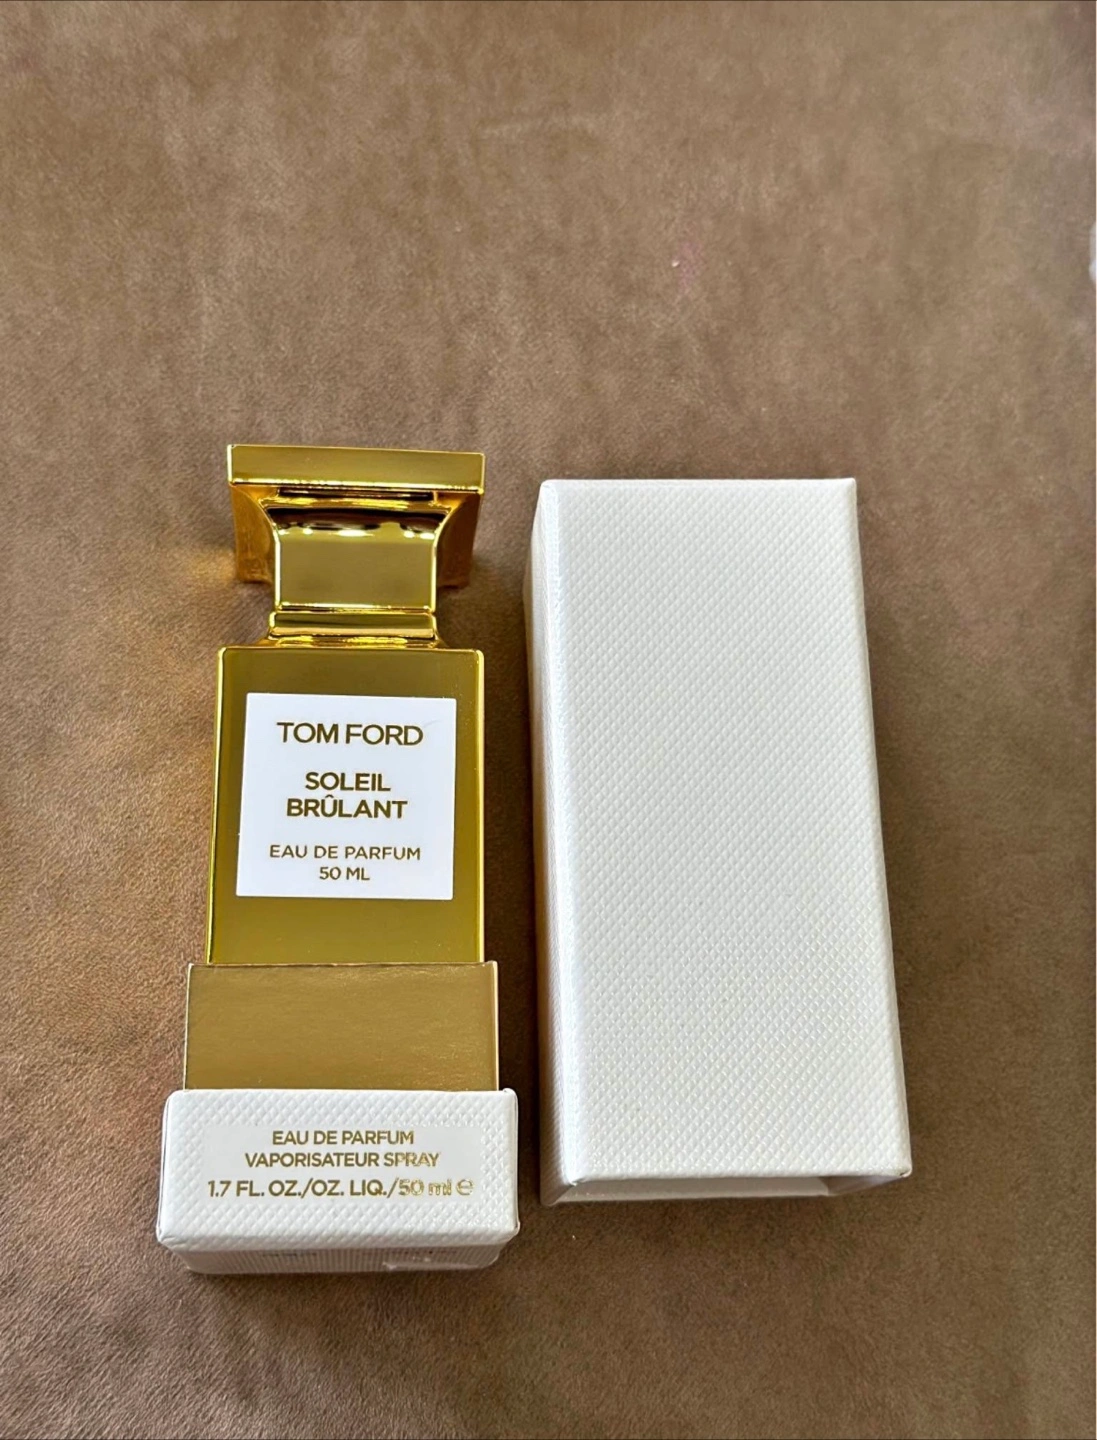 TOM FORD
SOLEIL
BRÛLANT
EAU DE PARFUM
50 ML
EAU DE PARFUM
VAPORISATEUR SPRAY
1.7 FL. OZ./OZ. LIQ./50 ml ℮